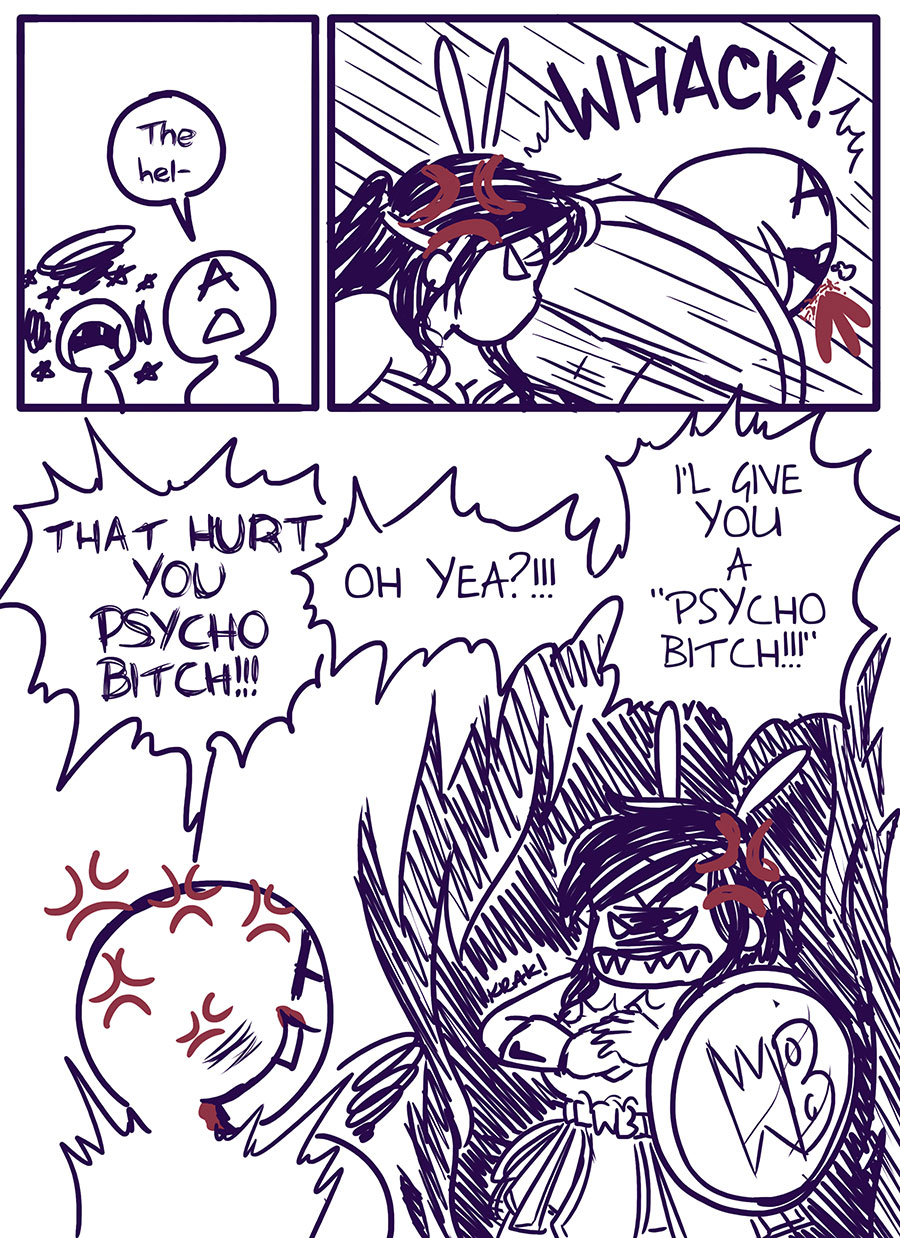 The
hel-
WHACK!
A
A
THAT HURT
YOU
PSYCHO
BITCH!!!
OH YEA?!!!
I'L GIVE
YOU
A
"PSYCHO
BITCH!!!"
KRAK!